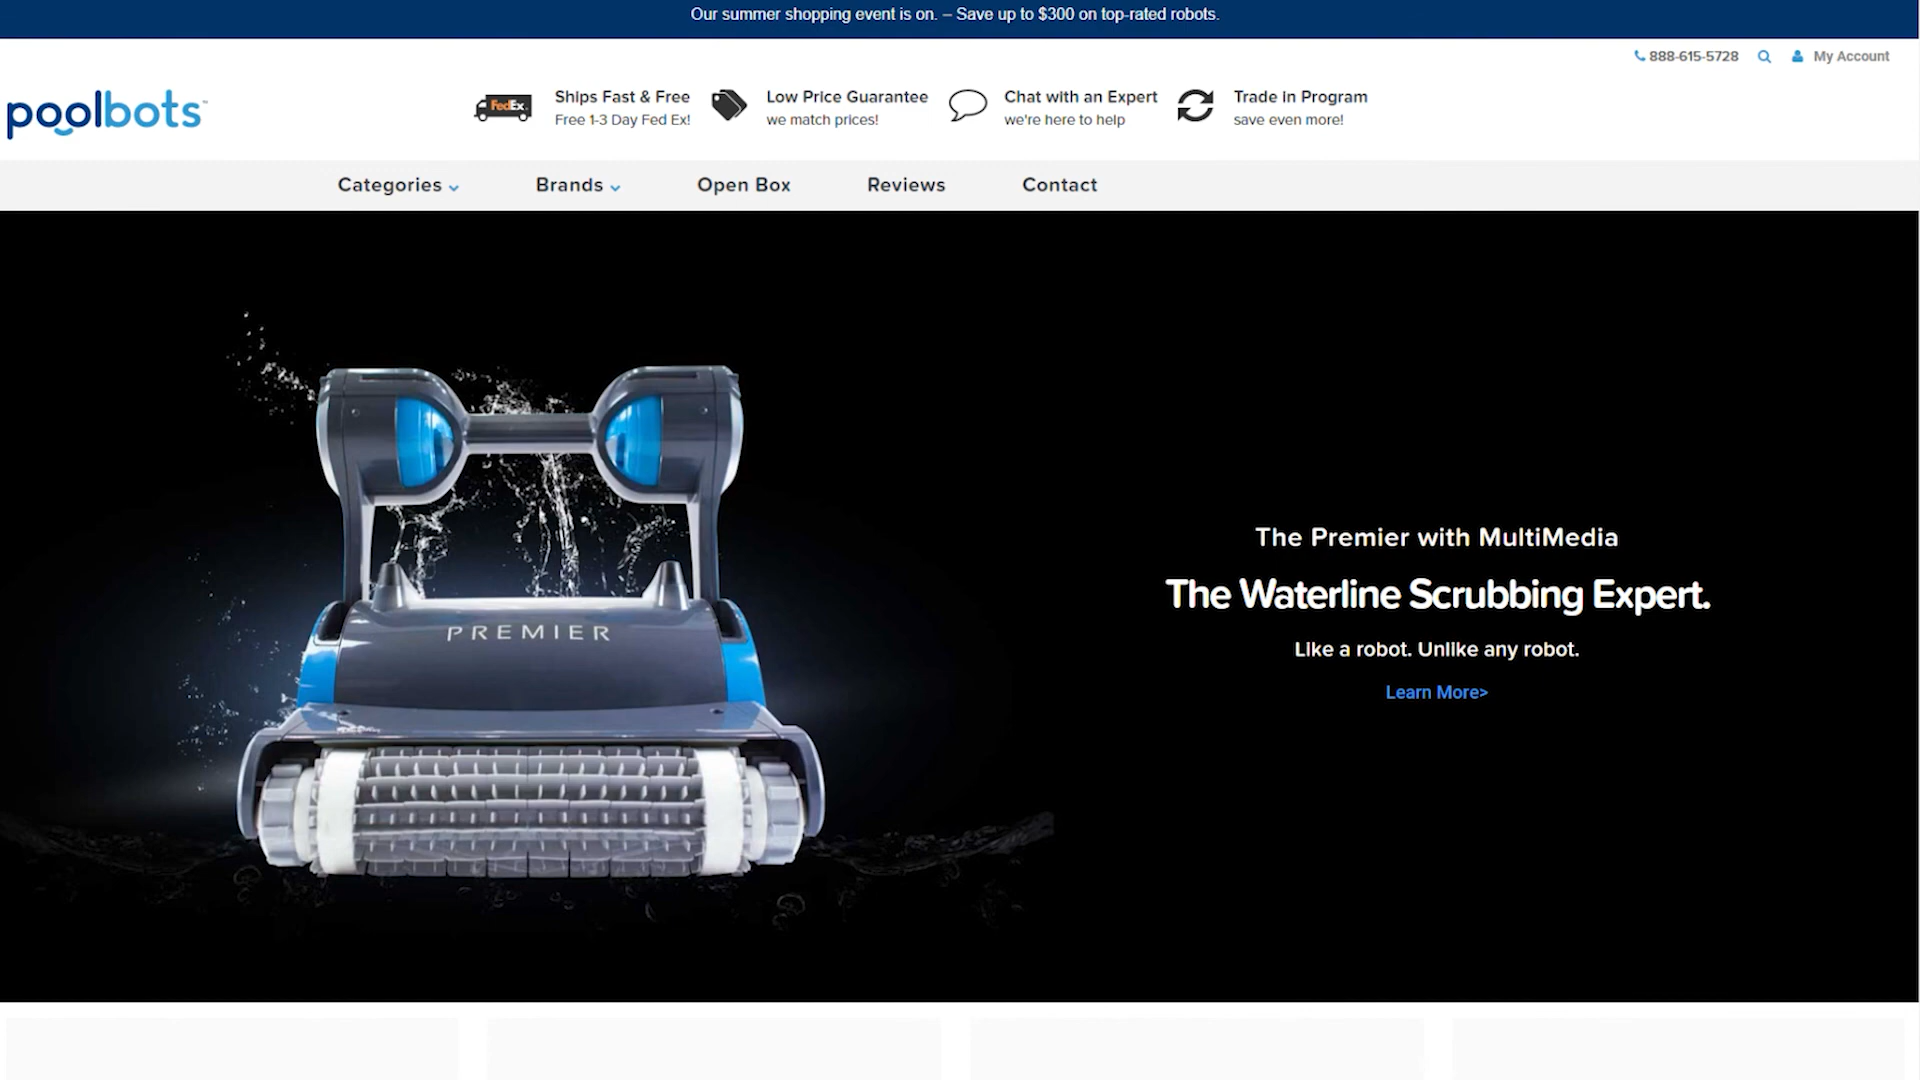 Our summer shopping event is on. – Save up to $300 on top-rated robots.
888-615-5728
My Account
poolbots™
FedEx
Ships Fast & Free
Free 1-3 Day Fed Ex!
Low Price Guarantee
we match prices!
Chat with an Expert
we're here to help
Trade in Program
save even more!
Categories
Brands
Open Box
Reviews
Contact
PREMIER
The Premier with MultiMedia
The Waterline Scrubbing Expert.
Like a robot. Unlike any robot.
Learn More>